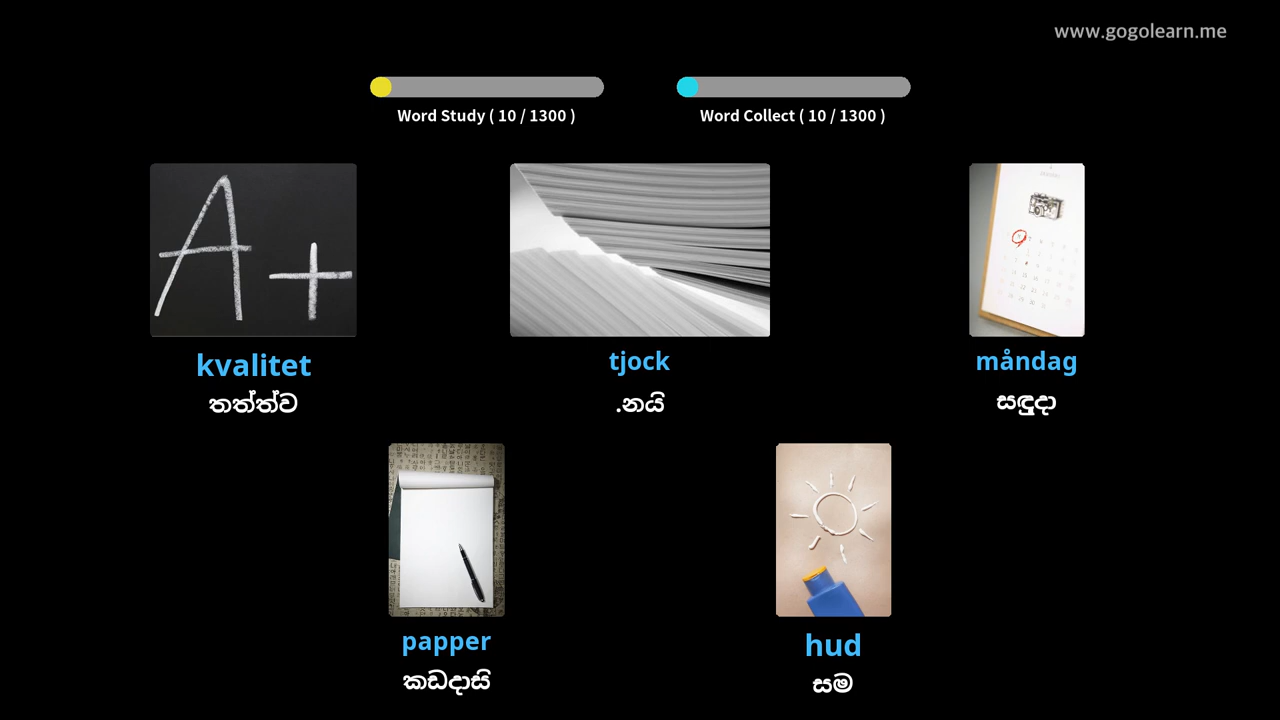 www.gogolearn.me
Word Study ( 10 / 1300 )
Word Collect ( 10 / 1300 )
A+
kvalitet
තත්ත්ව
tjock
.නයි
måndag
සඳුදා
papper
කඩදාසි
hud
සම